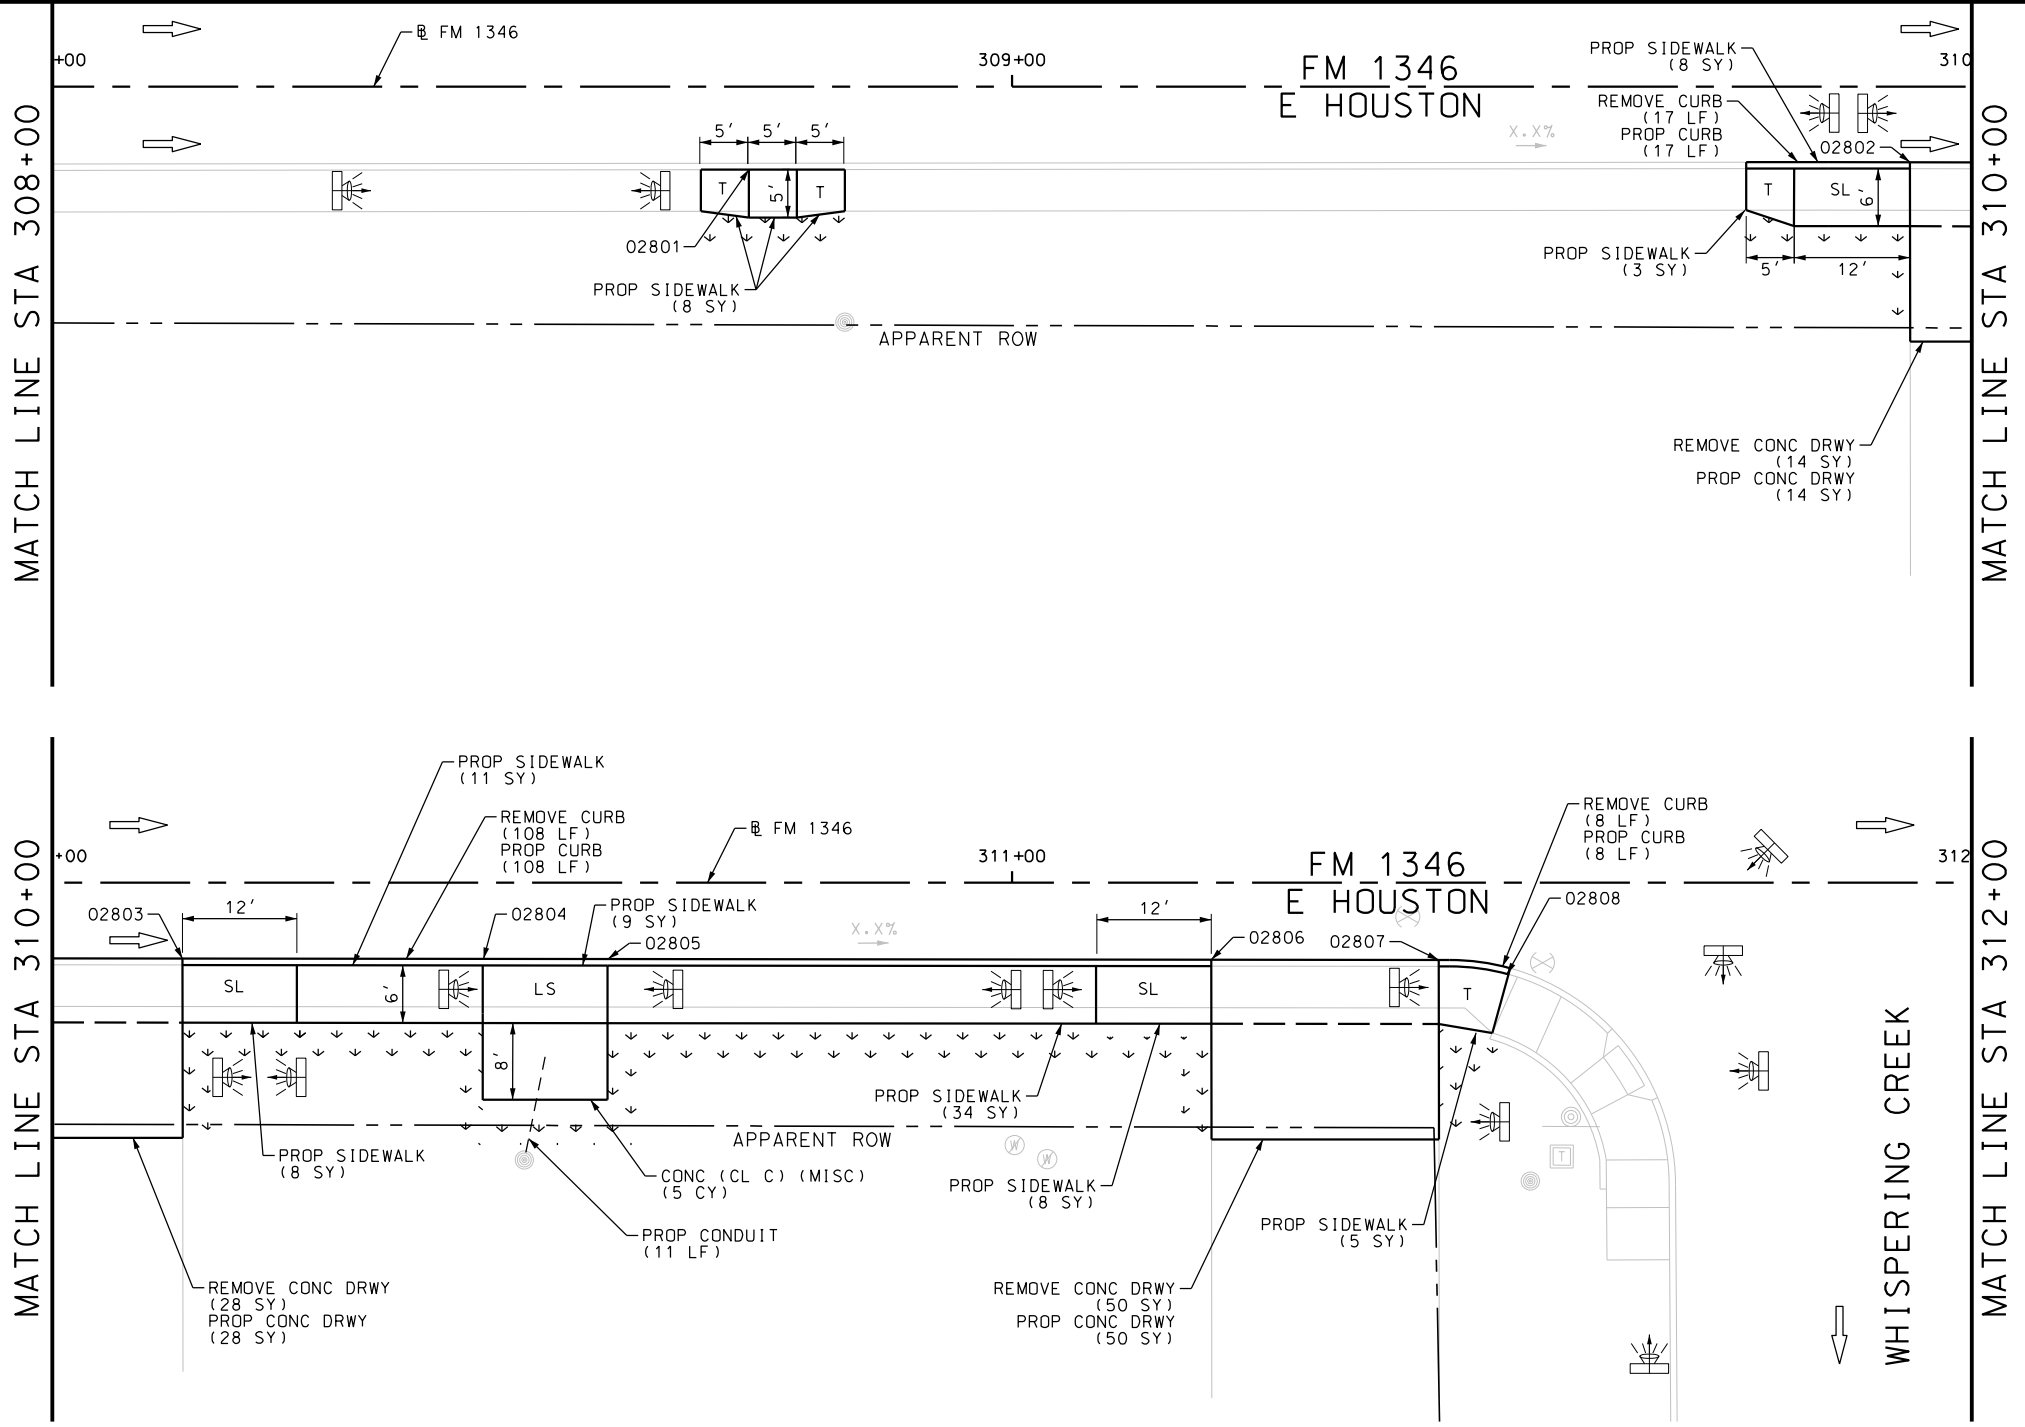 MATCH LINE STA 308+00
+00
℄ FM 1346
309+00
FM 1346
E HOUSTON
PROP SIDEWALK
(8 SY)
310
REMOVE CURB
(17 LF)
PROP CURB
(17 LF)
02802
X.X%
5' 5' 5'
T
5'
T
02801
PROP SIDEWALK
(8 SY)
T
SL
6'
PROP SIDEWALK
(3 SY)
5'
12'
APPARENT ROW
REMOVE CONC DRWY
(14 SY)
PROP CONC DRWY
(14 SY)
MATCH LINE STA 310+00
MATCH LINE STA 310+00
+00
PROP SIDEWALK
(11 SY)
REMOVE CURB
(108 LF)
PROP CURB
(108 LF)
℄ FM 1346
311+00
FM 1346
E HOUSTON
REMOVE CURB
(8 LF)
PROP CURB
(8 LF)
312
02803
12'
02804
PROP SIDEWALK
(9 SY)
02805
X.X%
12'
02806
02807
02808
SL
6'
LS
SL
T
8'
PROP SIDEWALK
(34 SY)
APPARENT ROW
W
W
T
PROP SIDEWALK
(8 SY)
CONC (CL C) (MISC)
(5 CY)
PROP SIDEWALK
(8 SY)
PROP CONDUIT
(11 LF)
PROP SIDEWALK
(5 SY)
REMOVE CONC DRWY
(28 SY)
PROP CONC DRWY
(28 SY)
REMOVE CONC DRWY
(50 SY)
PROP CONC DRWY
(50 SY)
WHISPERING CREEK
MATCH LINE STA 312+00